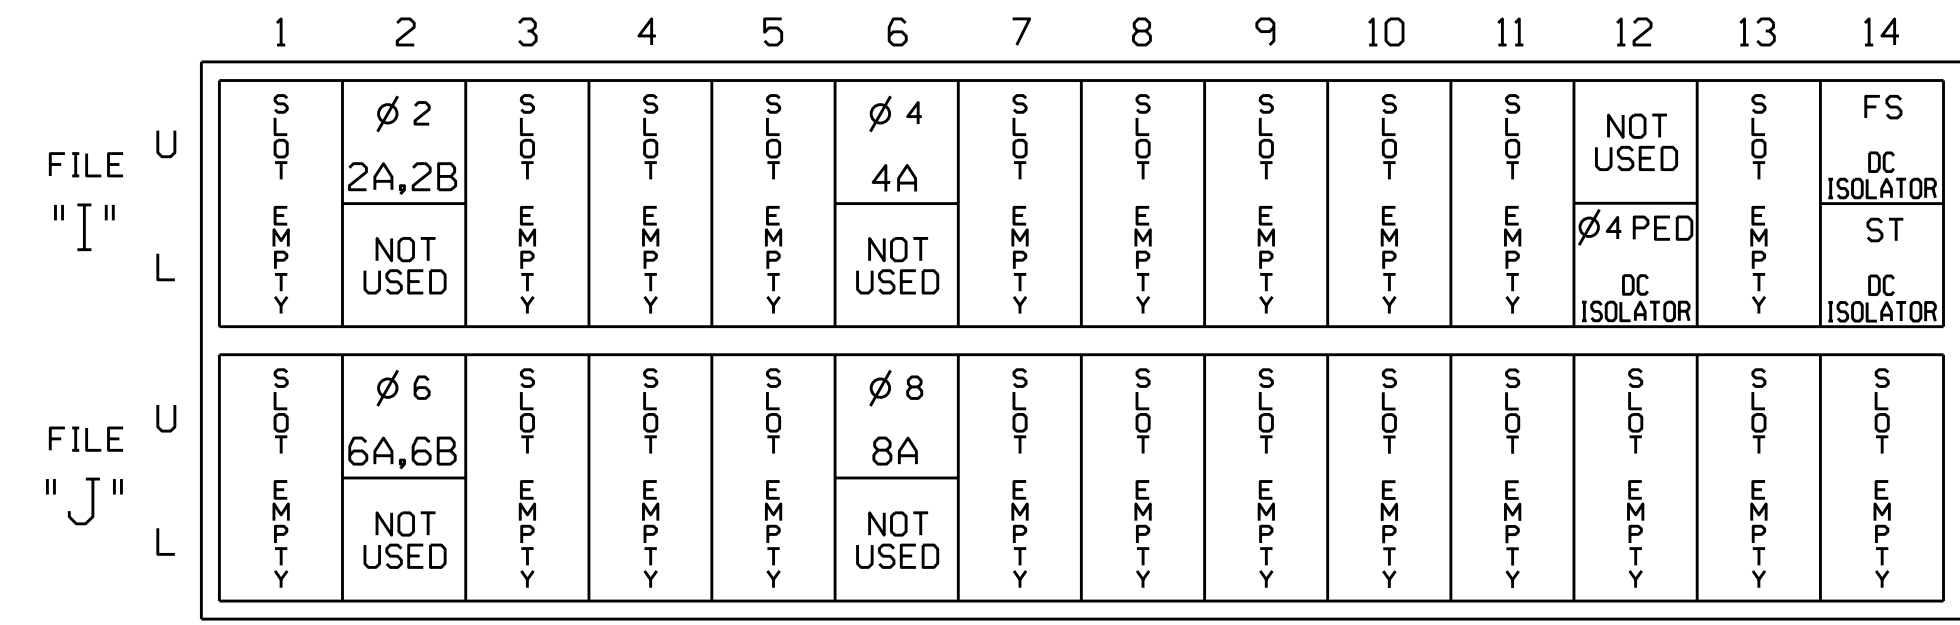 1 2 3 4 5 6 7 8 9 10 11 12 13 14
FILE "I"
U
L
SLOT EMPTY
Ø 2
2A,2B
NOT USED
SLOT EMPTY
SLOT EMPTY
SLOT EMPTY
Ø 4
4A
NOT USED
SLOT EMPTY
SLOT EMPTY
SLOT EMPTY
SLOT EMPTY
SLOT EMPTY
NOT USED
Ø 4 PED
DC ISOLATOR
SLOT EMPTY
FS
DC ISOLATOR
ST
DC ISOLATOR
FILE "J"
U
L
SLOT EMPTY
Ø 6
6A,6B
NOT USED
SLOT EMPTY
SLOT EMPTY
SLOT EMPTY
Ø 8
8A
NOT USED
SLOT EMPTY
SLOT EMPTY
SLOT EMPTY
SLOT EMPTY
SLOT EMPTY
SLOT EMPTY
SLOT EMPTY
SLOT EMPTY